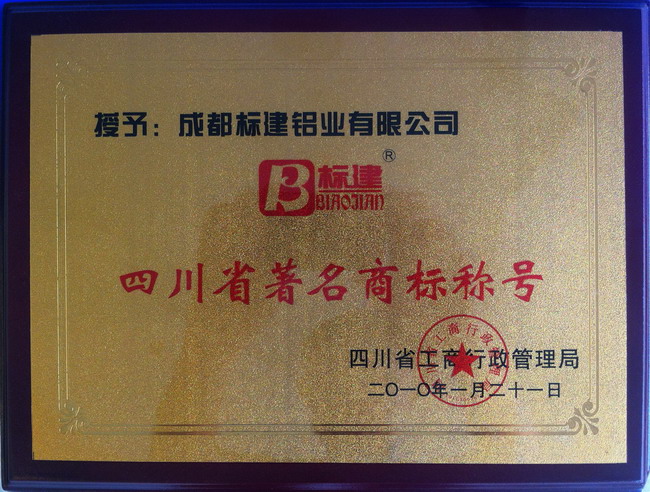 授予：成都标建铝业有限公司
标建®
BIAOJIAN
四川省著名商标称号
四川省工商行政管理局
二〇一〇年一月二十一日